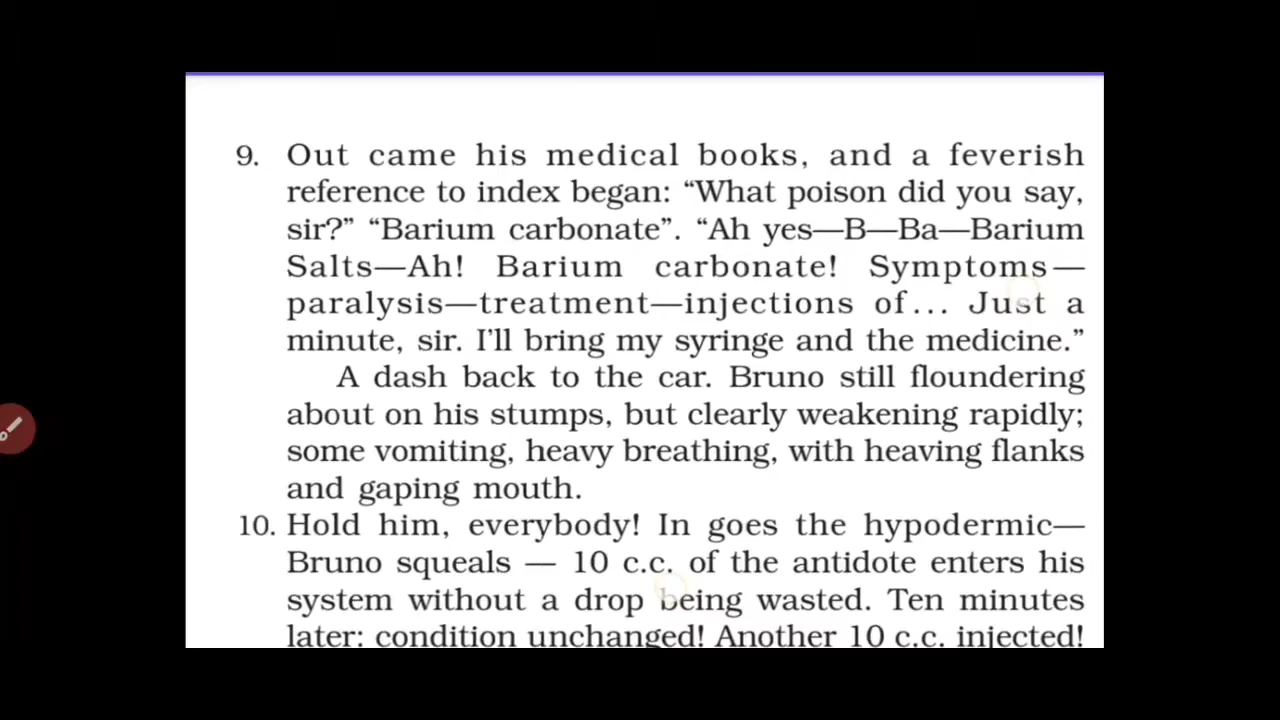 9. Out came his medical books, and a feverish
reference to index began: “What poison did you say,
sir?” “Barium carbonate”. “Ah yes—B—Ba—Barium
Salts—Ah! Barium carbonate! Symptoms—
paralysis—treatment—injections of... Just a
minute, sir. I’ll bring my syringe and the medicine.”
A dash back to the car. Bruno still floundering
about on his stumps, but clearly weakening rapidly;
some vomiting, heavy breathing, with heaving flanks
and gaping mouth.
10. Hold him, everybody! In goes the hypodermic—
Bruno squeals — 10 c.c. of the antidote enters his
system without a drop being wasted. Ten minutes
later: condition unchanged! Another 10 c.c. injected!